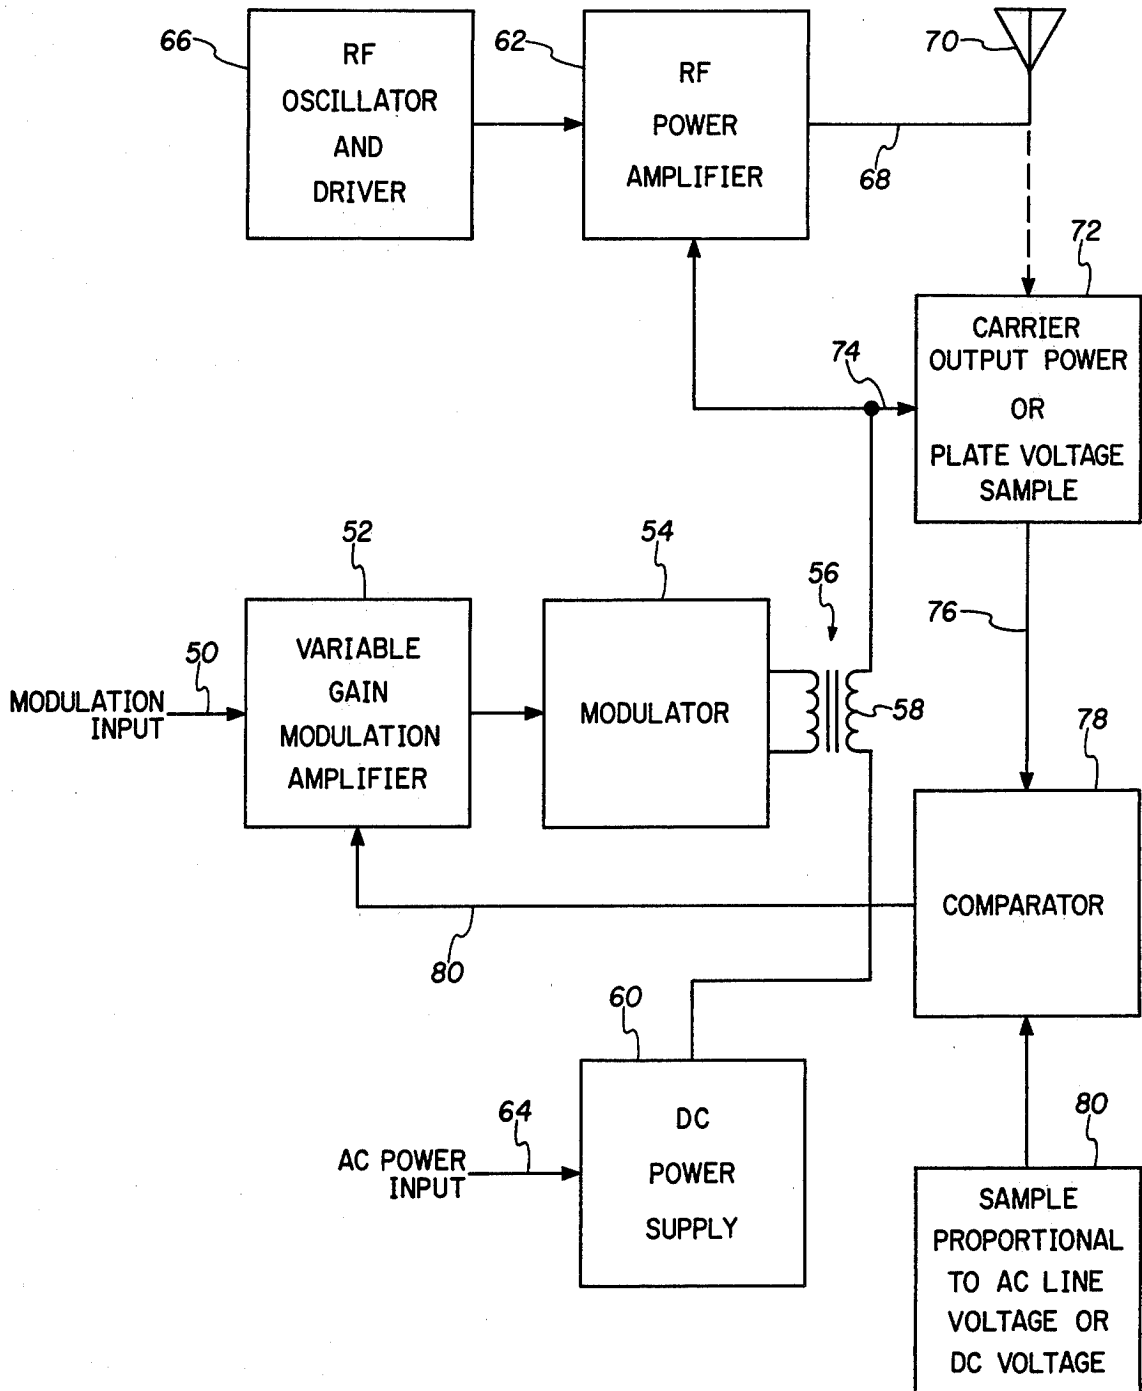 66
RF
OSCILLATOR
AND
DRIVER
62
RF
POWER
AMPLIFIER
70
68
72
CARRIER
OUTPUT POWER
OR
PLATE VOLTAGE
SAMPLE
74
76
50
MODULATION
INPUT
52
VARIABLE
GAIN
MODULATION
AMPLIFIER
54
MODULATOR
56
58
78
COMPARATOR
80
60
DC
POWER
SUPPLY
64
AC POWER
INPUT
80
SAMPLE
PROPORTIONAL
TO AC LINE
VOLTAGE OR
DC VOLTAGE